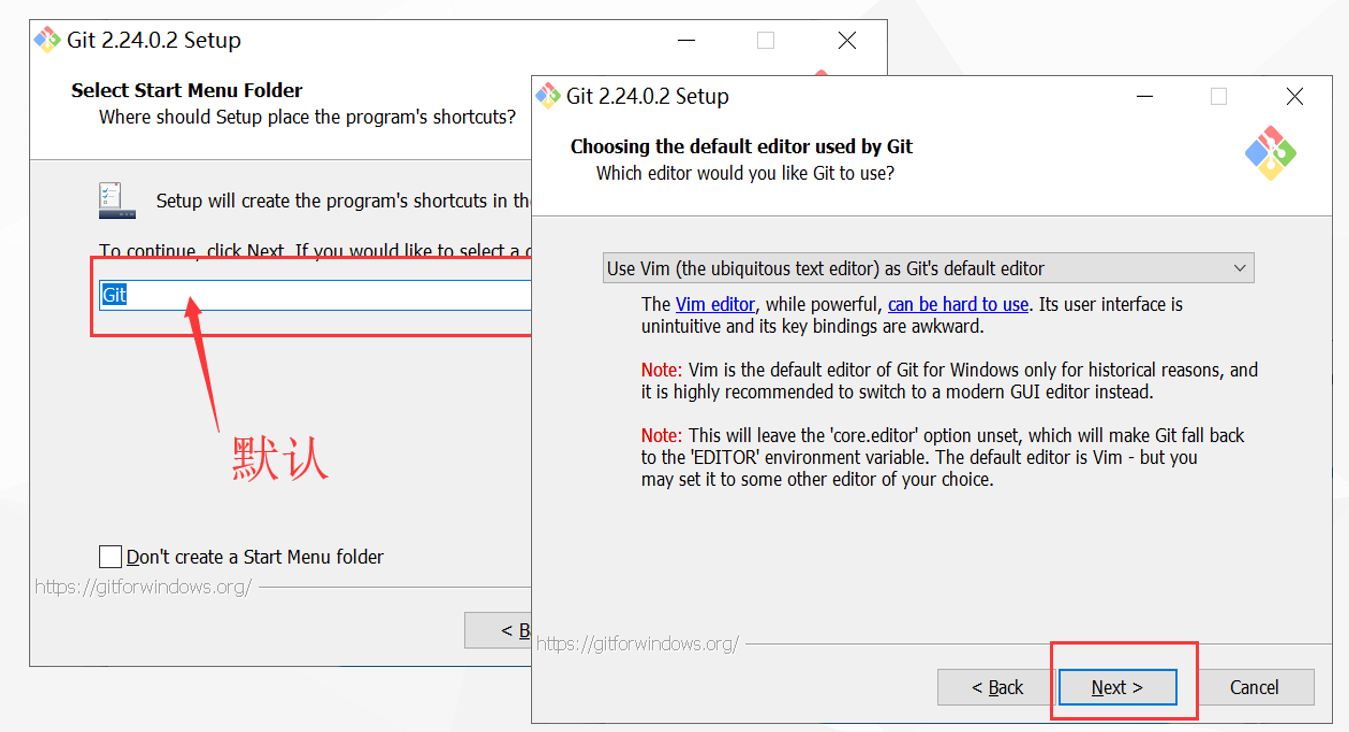 Git 2.24.0.2 Setup
Select Start Menu Folder
Where should Setup place the program's shortcuts?
Setup will create the program's shortcuts in the
To continue, click Next. If you would like to select a
Git
默认
Don't create a Start Menu folder
https://gitforwindows.org/
< B
Git 2.24.0.2 Setup
Choosing the default editor used by Git
Which editor would you like Git to use?
Use Vim (the ubiquitous text editor) as Git's default editor
The Vim editor, while powerful, can be hard to use. Its user interface is
unintuitive and its key bindings are awkward.
Note: Vim is the default editor of Git for Windows only for historical reasons, and
it is highly recommended to switch to a modern GUI editor instead.
Note: This will leave the 'core.editor' option unset, which will make Git fall back
to the 'EDITOR' environment variable. The default editor is Vim - but you
may set it to some other editor of your choice.
https://gitforwindows.org/
< Back
Next >
Cancel